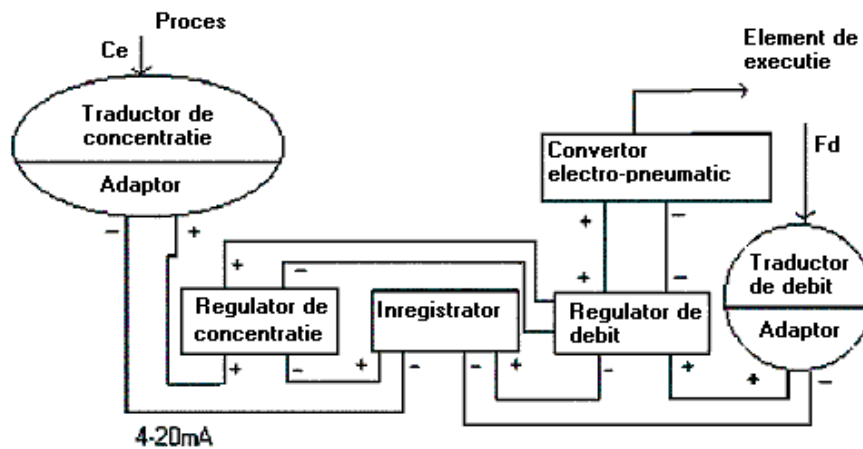 Proces
Ce
Traductor de
concentratie
Adaptor
− +
Element de
executie
Convertor
electro-pneumatic
+ −
Fd
Traductor
de debit
Adaptor
+ −
+ −
Regulator de
concentratie
+ −
Inregistrator
+ − − +
+ −
Regulator de
debit
− +
4-20mA